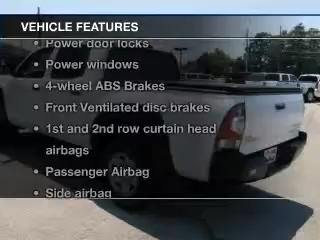 VEHICLE FEATURES
• Power door locks
• Power windows
• 4-wheel ABS Brakes
• Front Ventilated disc brakes
• 1st and 2nd row curtain head
airbags
• Passenger Airbag
• Side airbag